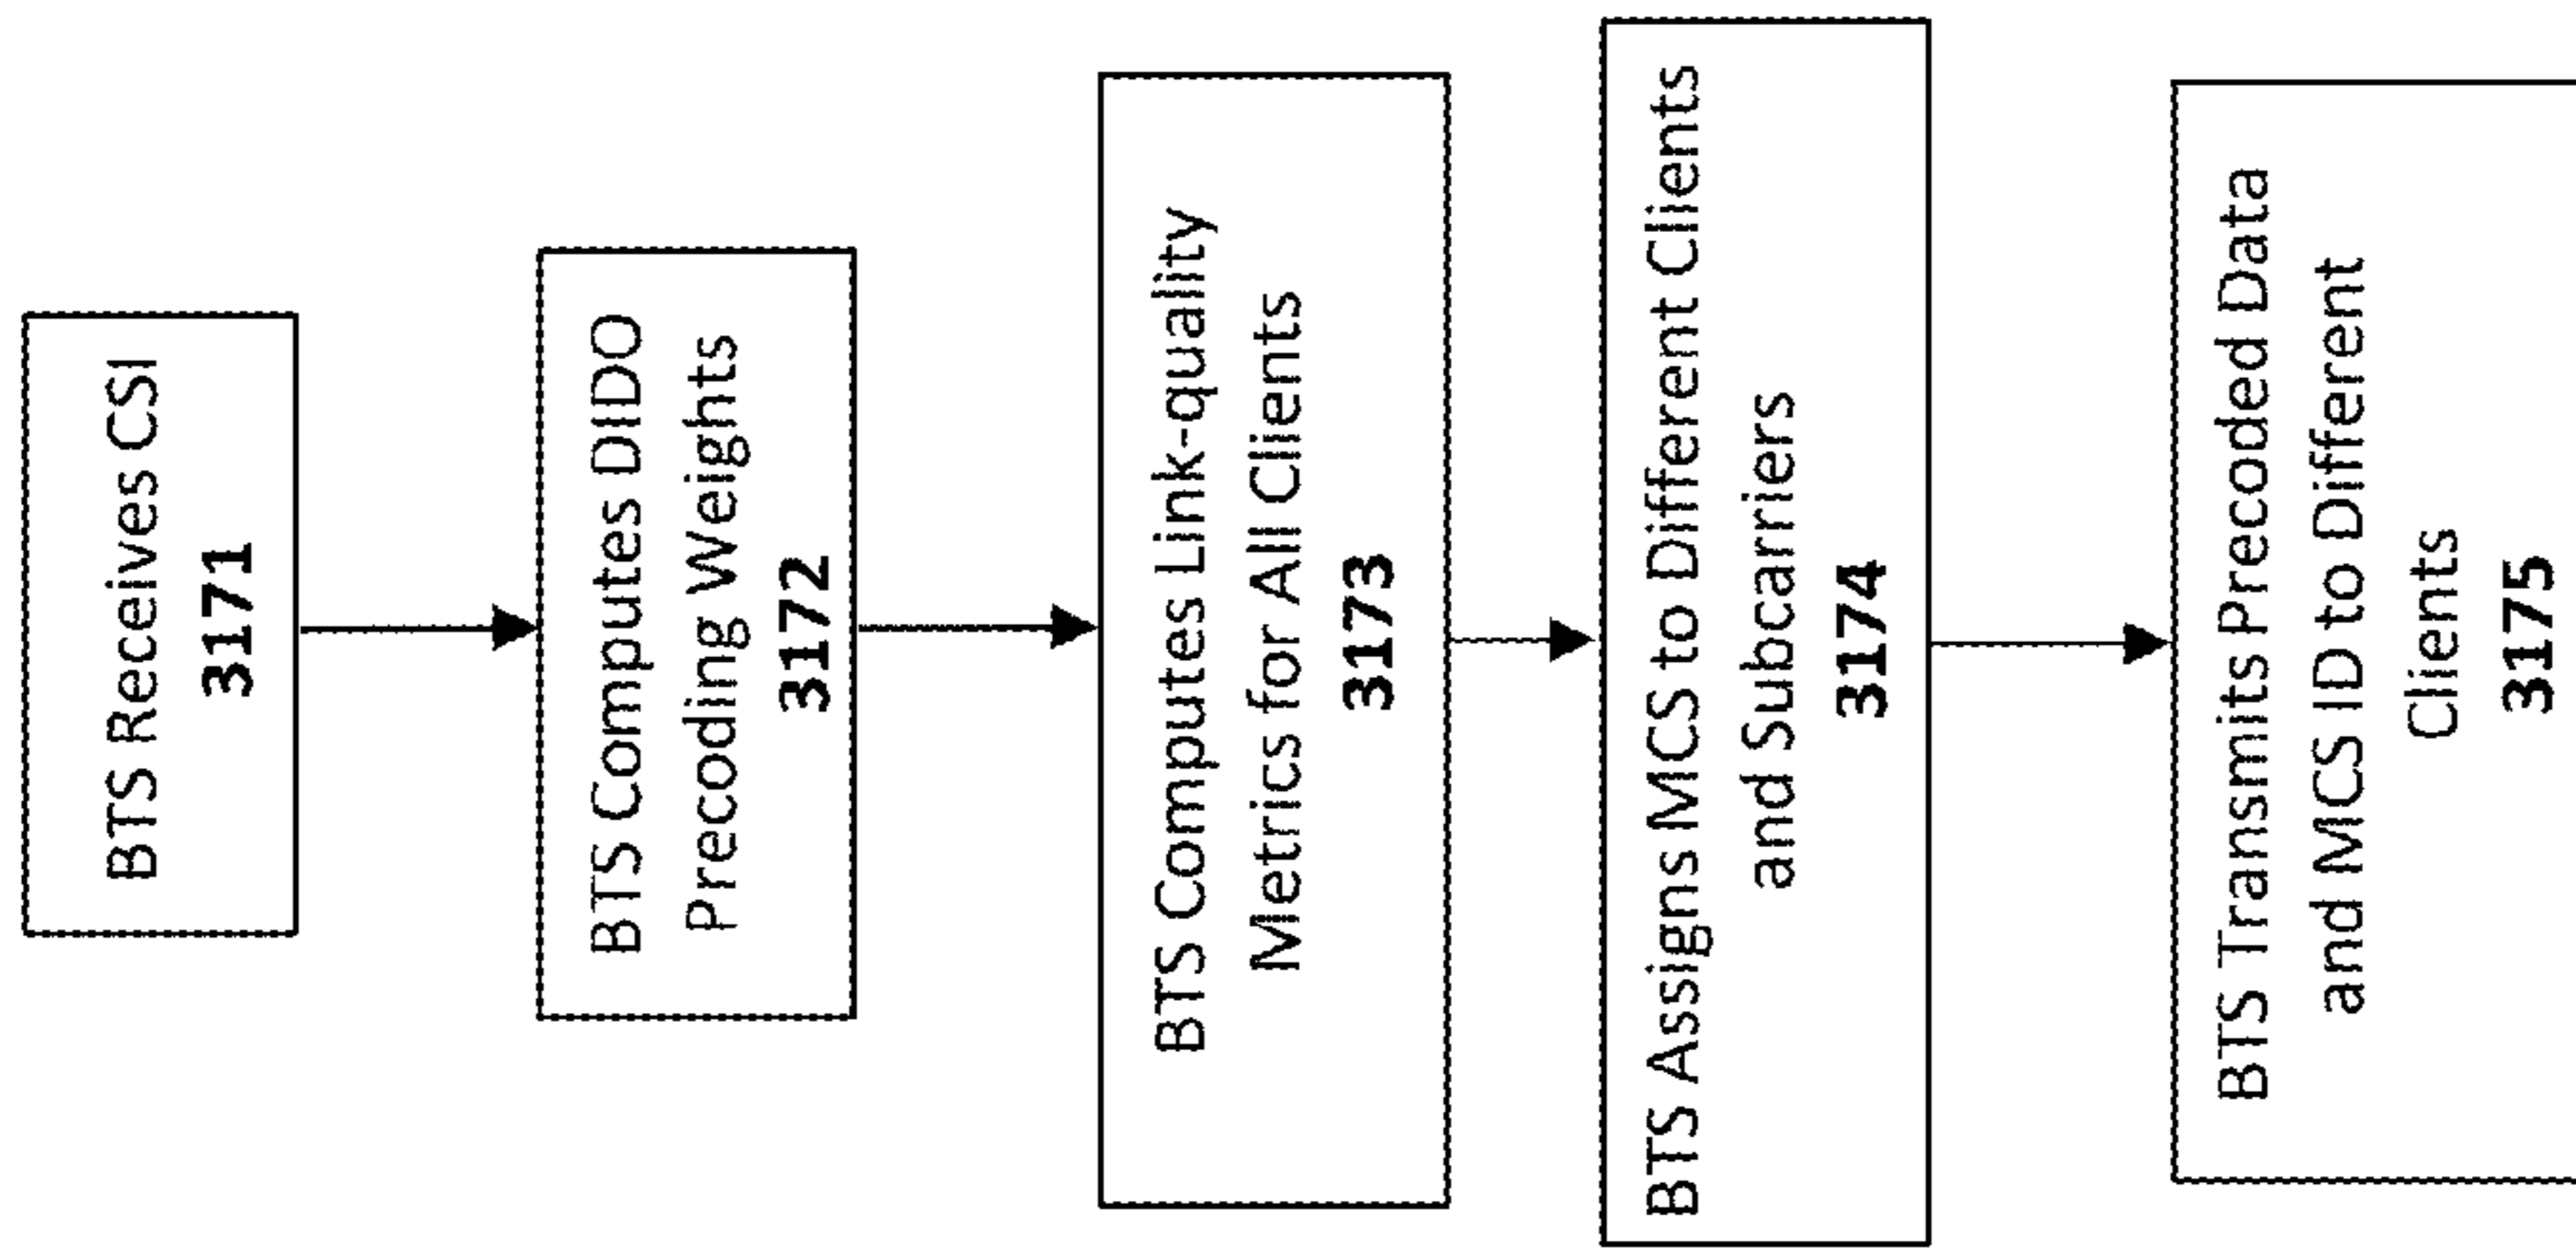 BTS Receives CSI
3171
BTS Computes DIDO
Precoding Weights
3172
BTS Computes Link-quality
Metrics for All Clients
3173
BTS Assigns MCS to Different Clients
and Subcarriers
3174
BTS Transmits Precoded Data
and MCS ID to Different
Clients
3175